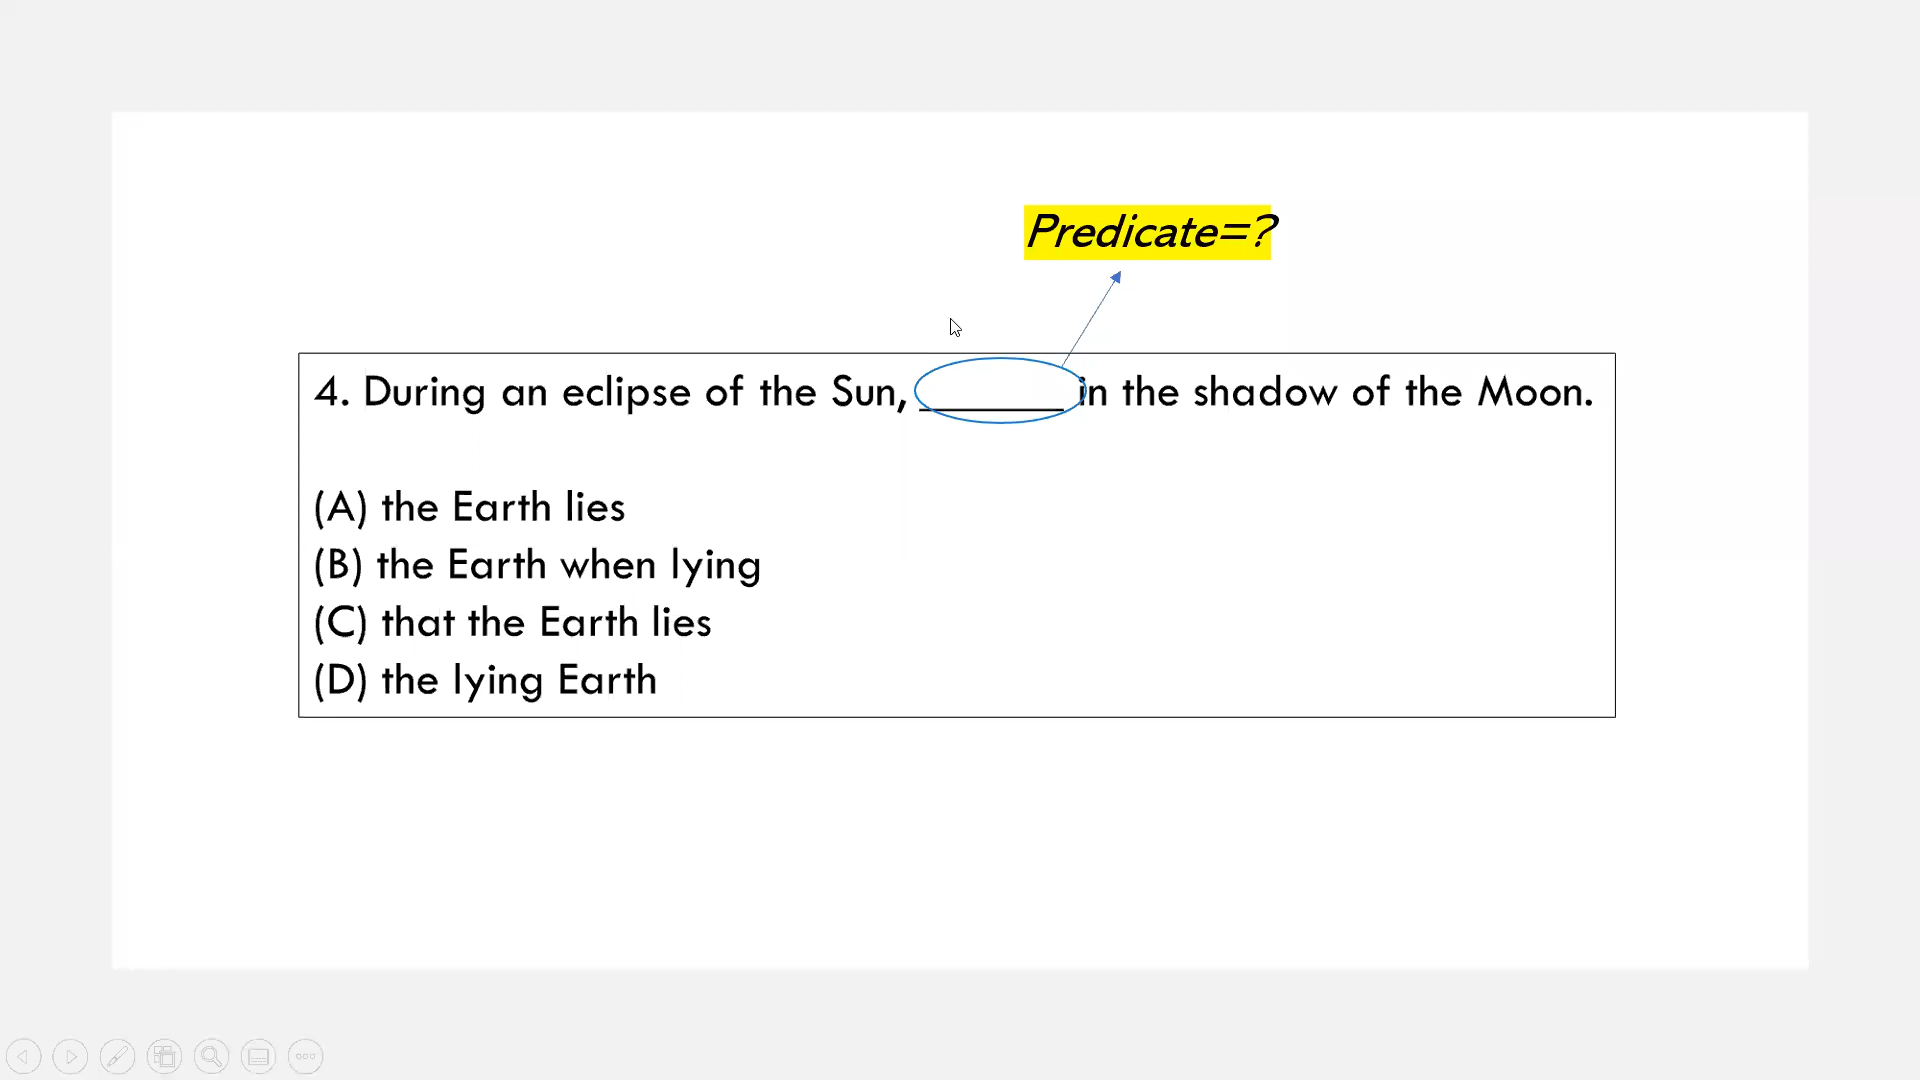 Predicate=?
4. During an eclipse of the Sun, ________ in the shadow of the Moon.
(A) the Earth lies
(B) the Earth when lying
(C) that the Earth lies
(D) the lying Earth